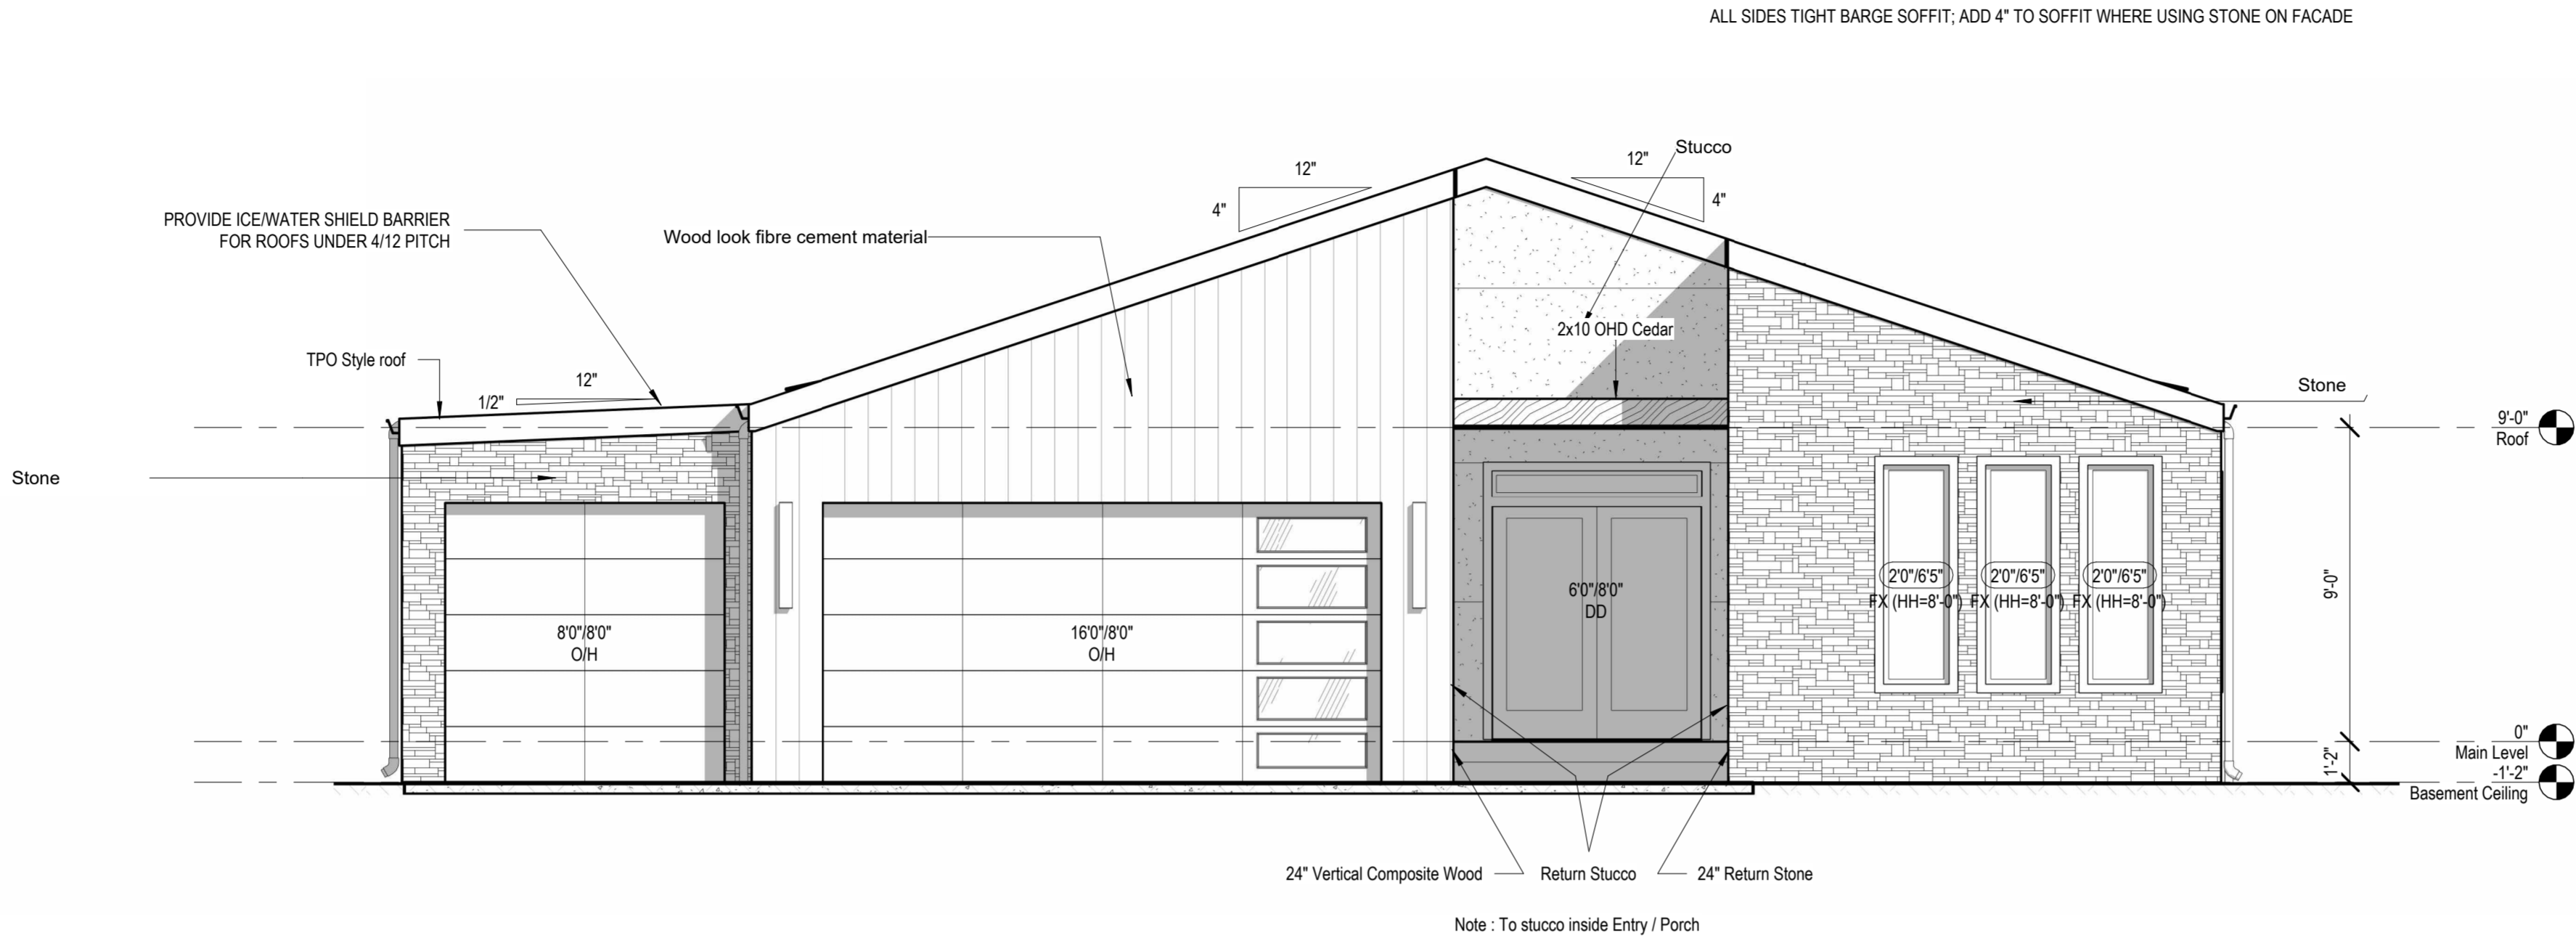 ALL SIDES TIGHT BARGE SOFFIT; ADD 4" TO SOFFIT WHERE USING STONE ON FACADE
Stucco
12"
4"
12"
4"
PROVIDE ICE/WATER SHIELD BARRIER
FOR ROOFS UNDER 4/12 PITCH
Wood look fibre cement material
2x10 OHD Cedar
TPO Style roof
12"
1/2"
Stone
9'-0"
Roof
Stone
2'0"/6'5"
FX (HH=8'-0")
2'0"/6'5"
FX (HH=8'-0")
2'0"/6'5"
FX (HH=8'-0")
9'-0"
6'0"/8'0"
DD
8'0"/8'0"
O/H
16'0"/8'0"
O/H
0"
Main Level
1'-2"
-1'-2"
Basement Ceiling
24" Vertical Composite Wood
Return Stucco
24" Return Stone
Note : To stucco inside Entry / Porch